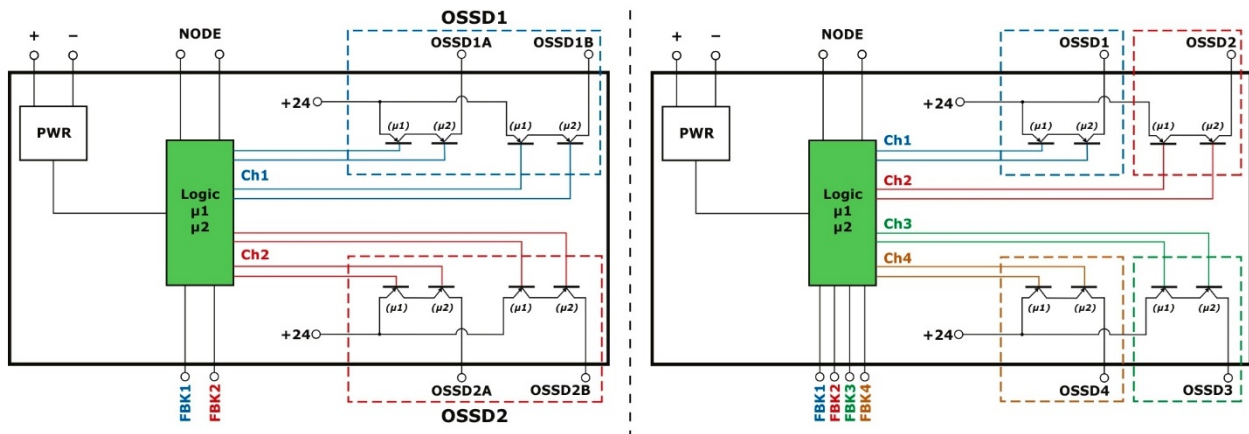 OSSD1
+ − NODE OSSD1A OSSD1B
+24
(μ1) (μ2) (μ1) (μ2)
PWR
Ch1
Logic
μ1
μ2
Ch2
(μ1) (μ2) (μ1) (μ2)
+24
FBK1 FBK2
OSSD2A OSSD2B
OSSD2
+ − NODE OSSD1 OSSD2
+24
(μ1) (μ2) (μ1) (μ2)
PWR
Ch1
Ch2
Logic
μ1
μ2
Ch3
Ch4
(μ1) (μ2) (μ1) (μ2)
+24
FBK1 FBK2 FBK3 FBK4
OSSD4 OSSD3